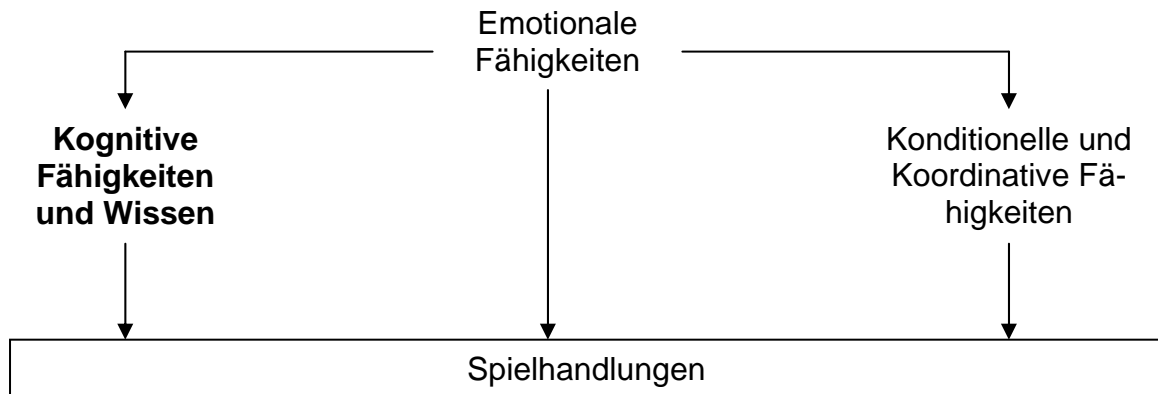 Emotionale
Fähigkeiten
Kognitive
Fähigkeiten
und Wissen
Konditionelle und
Koordinative Fä-
higkeiten
Spielhandlungen